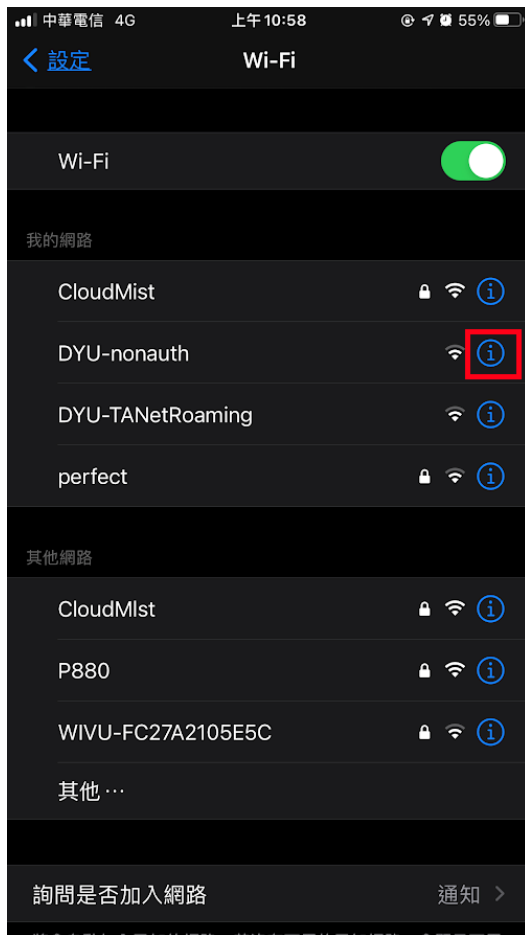 中華電信 4G 上午10:58 55%
設定 Wi-Fi
Wi-Fi
我的網路
CloudMist
DYU-nonauth
DYU-TANetRoaming
perfect
其他網路
CloudMIst
P880
WIVU-FC27A2105E5C
其他…
詢問是否加入網路 通知